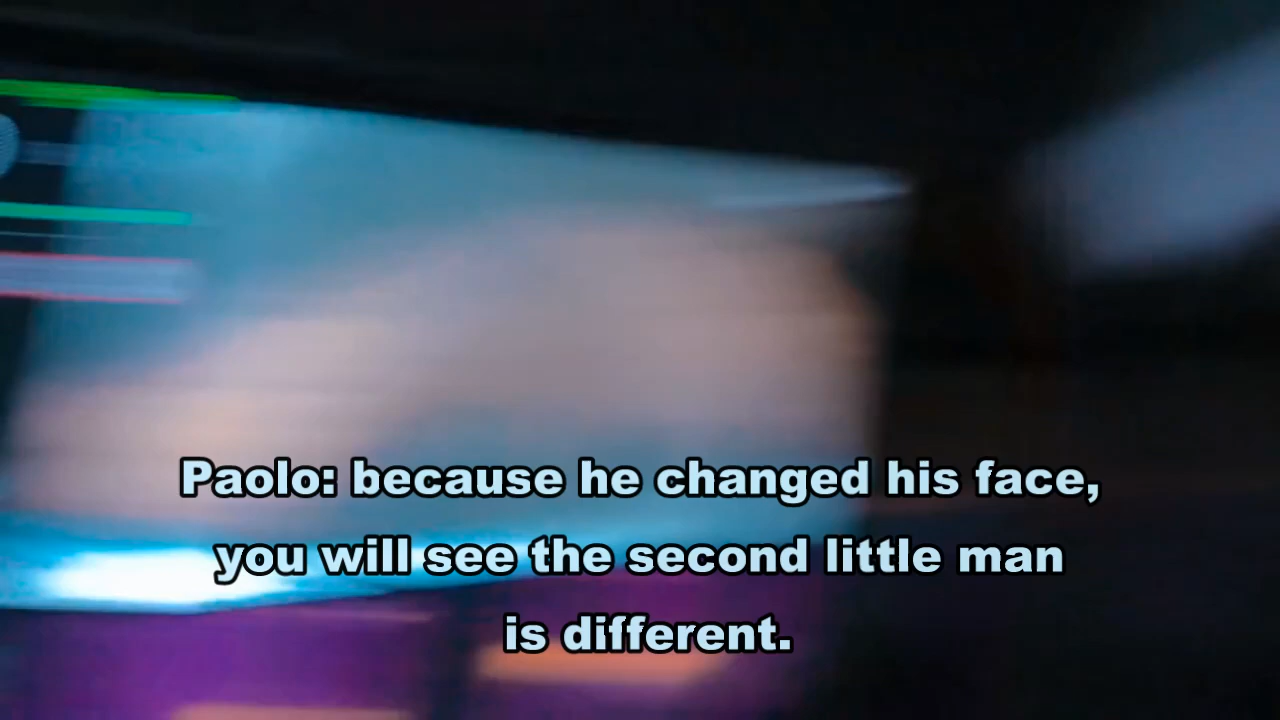 Paolo: because he changed his face,
you will see the second little man
is different.